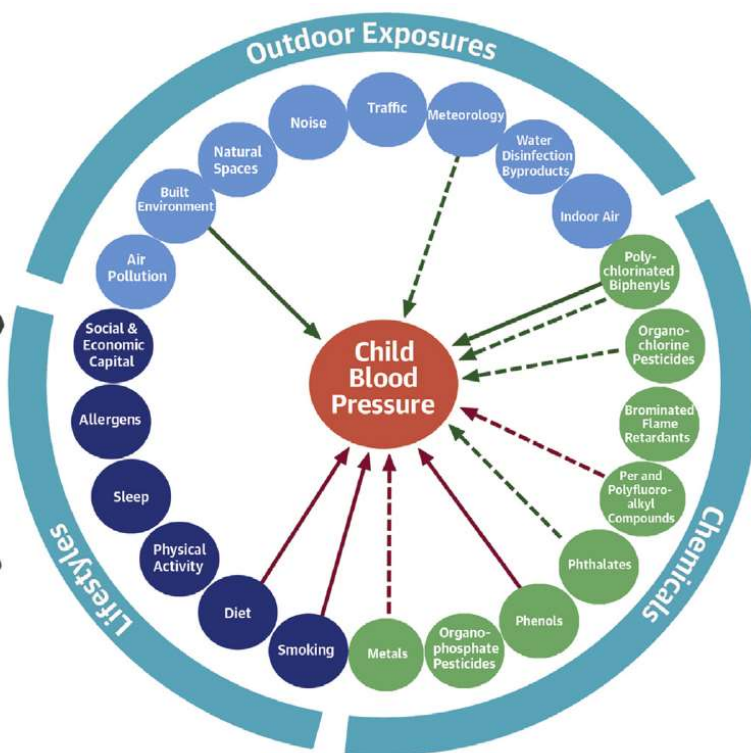 Outdoor Exposures
Air
Pollution
Built
Environment
Natural
Spaces
Noise
Traffic
Meteorology
Water
Disinfection
Byproducts
Indoor Air
Chemicals
Poly-
chlorinated
Biphenyls
Organo-
chlorine
Pesticides
Brominated
Flame
Retardants
Per and
Polyfluoro-
alkyl
Compounds
Phthalates
Phenols
Organo-
phosphate
Pesticides
Metals
Lifestyles
Smoking
Diet
Physical
Activity
Sleep
Allergens
Social &
Economic
Capital
Child
Blood
Pressure